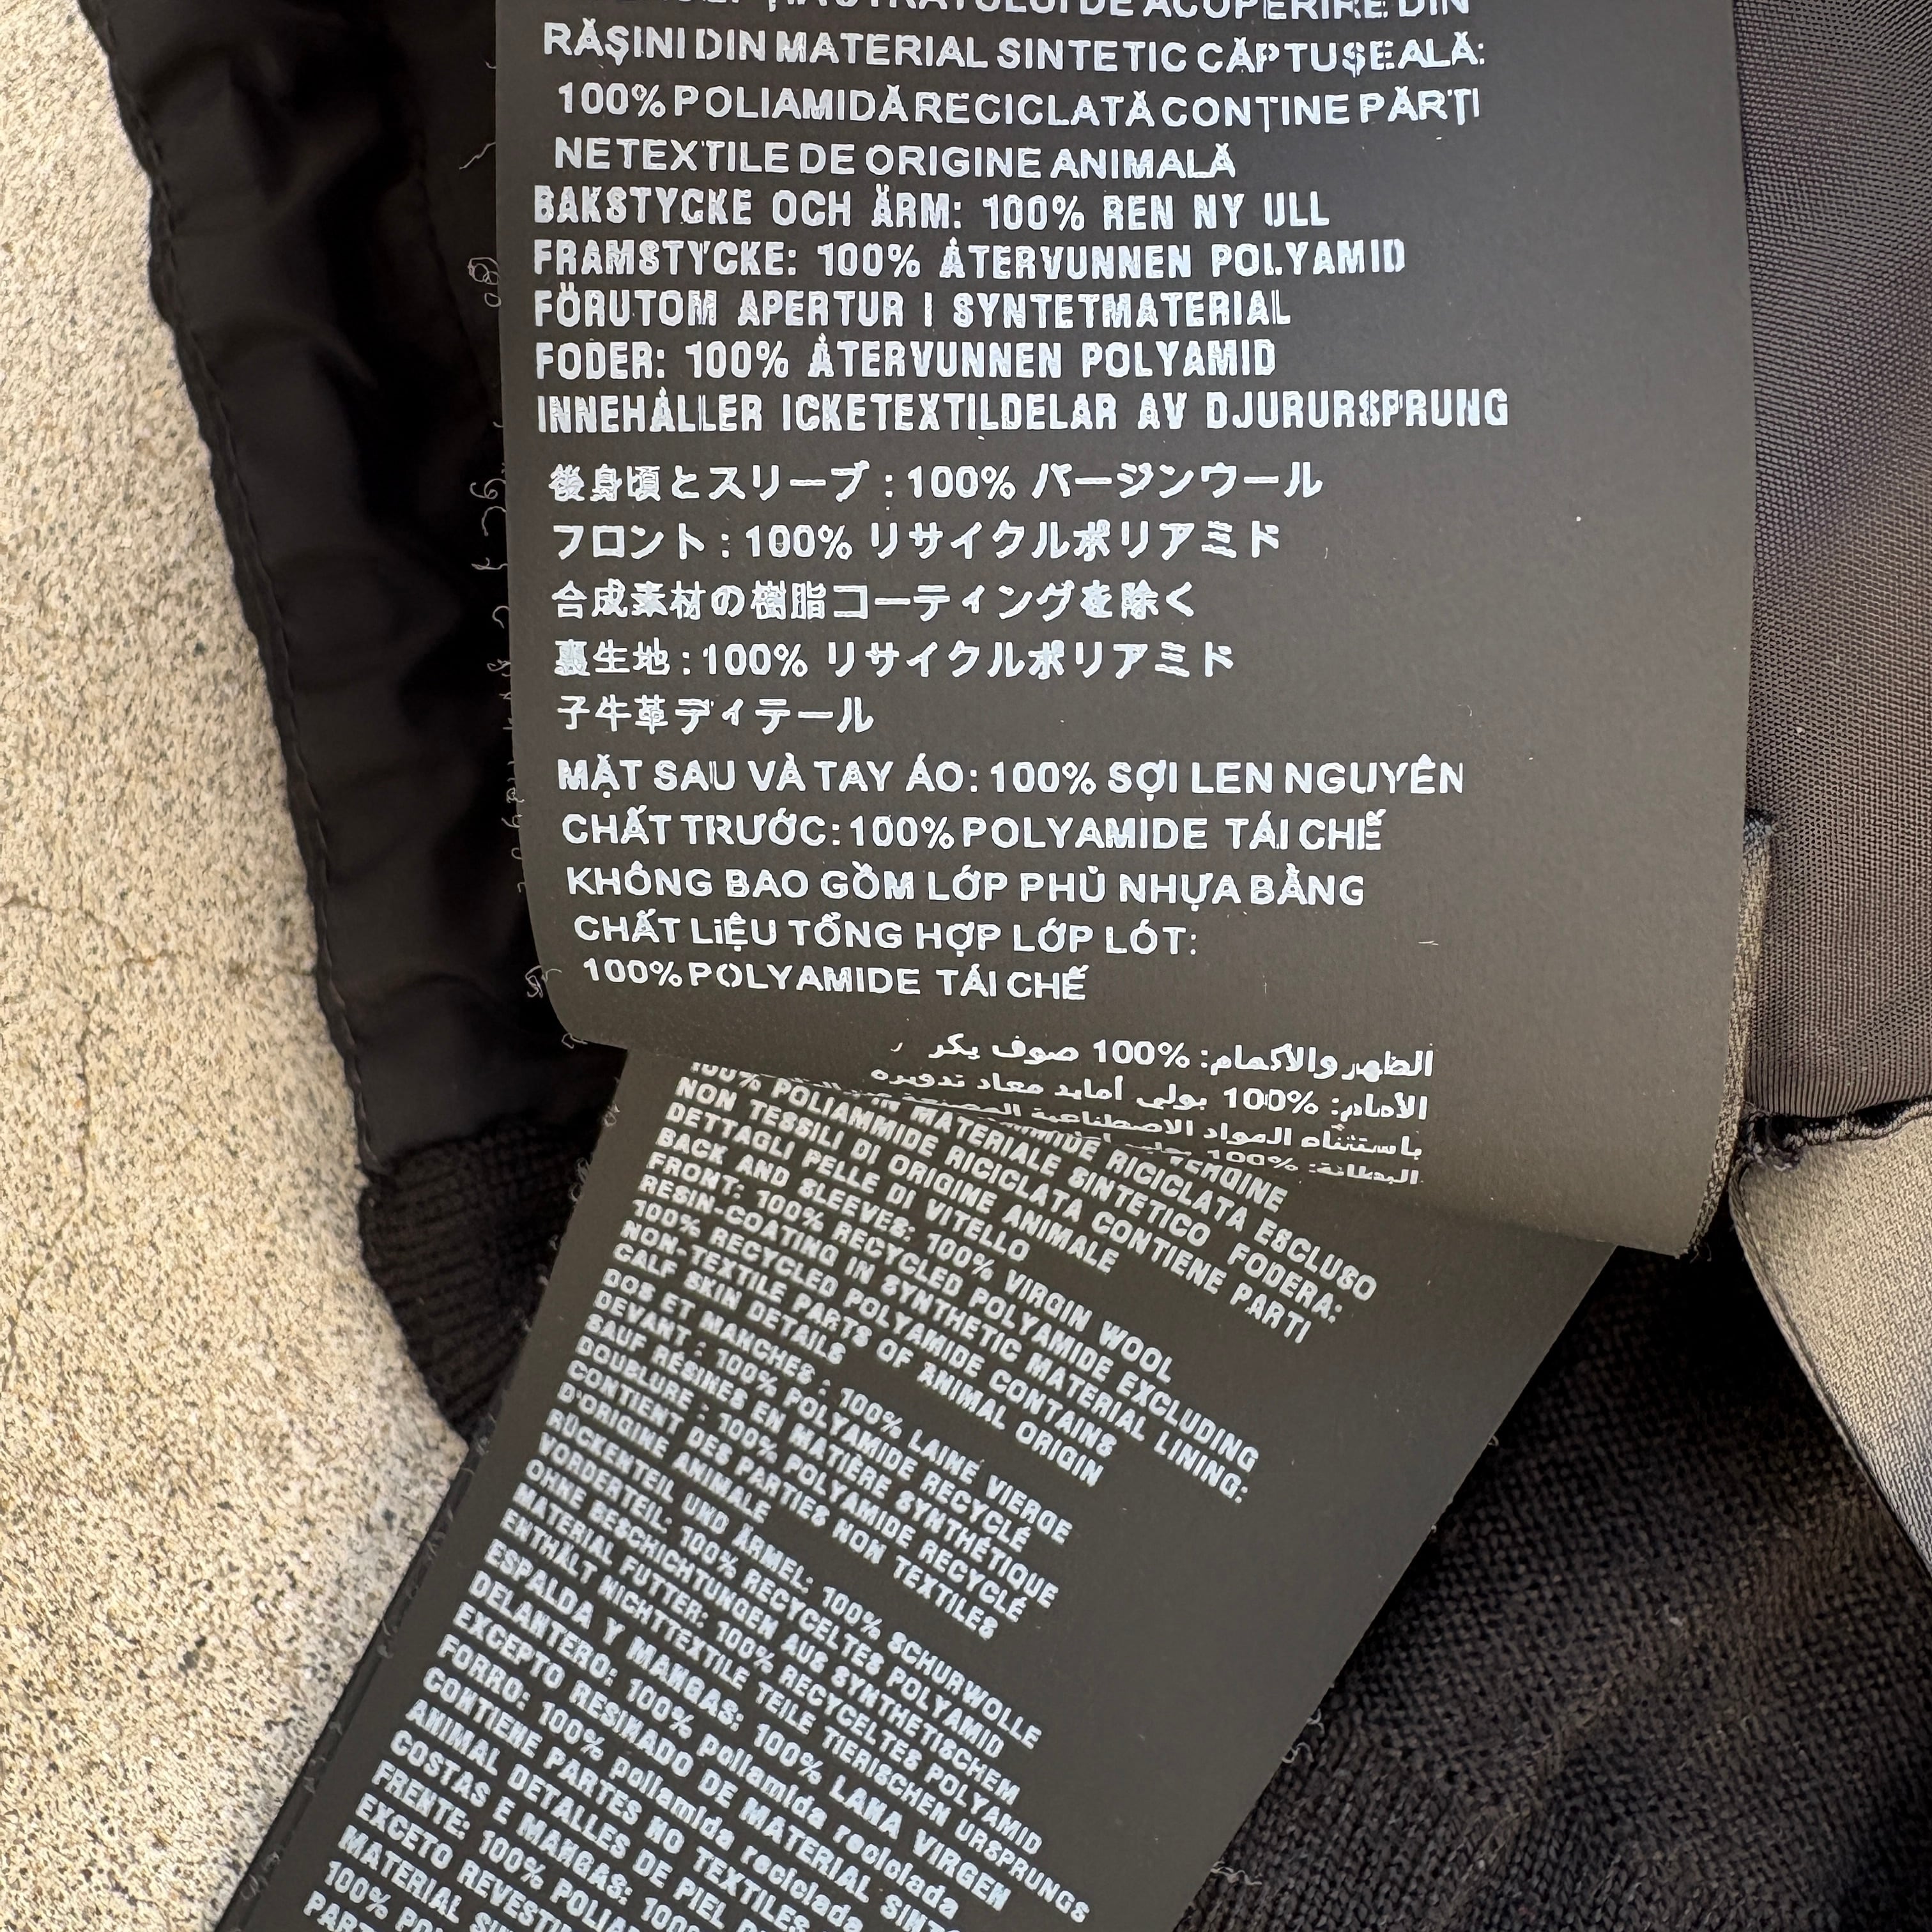 DE ACOPERIRE DIN
RĂȘINI DIN MATERIAL SINTETIC CĂPTUȘEALĂ:
100% POLIAMIDĂ RECICLATĂ CONȚINE PĂRȚI
NETEXTILE DE ORIGINE ANIMALĂ
BAKSTYCKE OCH ÄRM: 100% REN NY ULL
FRAMSTYCKE: 100% ÅTERVUNNEN POLYAMID
FÖRUTOM APERTUR I SYNTETMATERIAL
FODER: 100% ÅTERVUNNEN POLYAMID
INNEHÅLLER ICKETEXTILDELAR AV DJURURSPRUNG
後身頃とスリーブ : 100% バージンウール
フロント : 100% リサイクルポリアミド
合成素材の樹脂コーティングを除く
裏生地 : 100% リサイクルポリアミド
子牛革ディテール
MẶT SAU VÀ TAY ÁO: 100% SỢI LEN NGUYÊN
CHẤT TRƯỚC: 100% POLYAMIDE TÁI CHẾ
KHÔNG BAO GỒM LỚP PHỦ NHỰA BẰNG
CHẤT LIỆU TỔNG HỢP LỚP LÓT:
100% POLYAMIDE TÁI CHẾ
الظهر والأكمام: %100 صوف بكر
الأمام: %100 بولي أمايد معاد تدويره
باستثناء المواد الاصطناعية المصنعة
البطانة: %100
VERGINE
RICICLATA ESCLUSO
MATERIALE SINTETICO FODERA:
100% POLIAMMIDE RICICLATA CONTIENE PARTI
NON TESSILI DI ORIGINE ANIMALE
DETTAGLI PELLE DI VITELLO
BACK AND SLEEVES: 100% VIRGIN WOOL
FRONT: 100% RECYCLED POLYAMIDE EXCLUDING
RESIN-COATING IN SYNTHETIC MATERIAL LINING:
100% RECYCLED POLYAMIDE CONTAINS
NON-TEXTILE PARTS OF ANIMAL ORIGIN
CALF SKIN DETAILS
DOS ET MANCHES : 100% LAINE VIERGE
DEVANT : 100% POLYAMIDE RECYCLÉ
SAUF RÉSINES EN MATIÈRE SYNTHÉTIQUE
DOUBLURE : 100% POLYAMIDE RECYCLÉ
CONTIENT DES PARTIES NON TEXTILES
D'ORIGINE ANIMALE
RÜCKENTEIL UND ÄRMEL: 100% SCHURWOLLE
VORDERTEIL: 100% RECYCELTES POLYAMID
OHNE BESCHICHTUNGEN AUS SYNTHETISCHEM
MATERIAL FUTTER: 100% RECYCELTES POLYAMID
ENTHÄLT NICHTTEXTILE TEILE TIERISCHEN URSPRUNGS
ESPALDA Y MANGAS: 100% LANA VIRGEN
DELANTERO: 100% poliamida reciclada
EXCEPTO RESINADO DE MATERIAL
FORRO: 100% poliamida reciclada
CONTIENE PARTES NO TEXTILES
ANIMAL DETALLES DE PIEL
COSTAS E MANGAS:
FRENTE: 100%
EXCETO
MATERIAL
100%